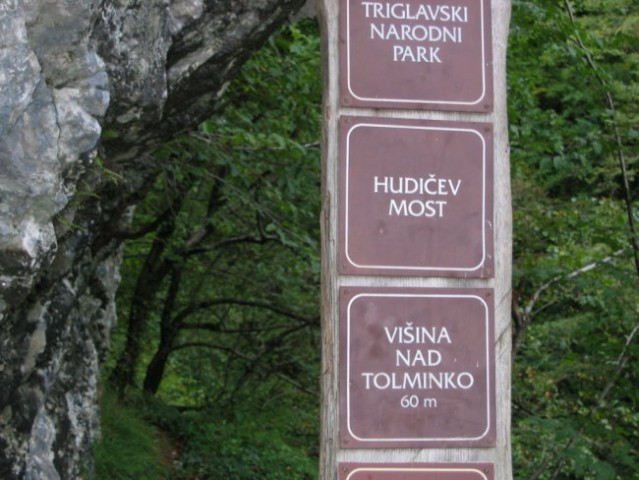 TRIGLAVSKI
NARODNI
PARK
HUDIČEV
MOST
VIŠINA
NAD
TOLMINKO
60 m